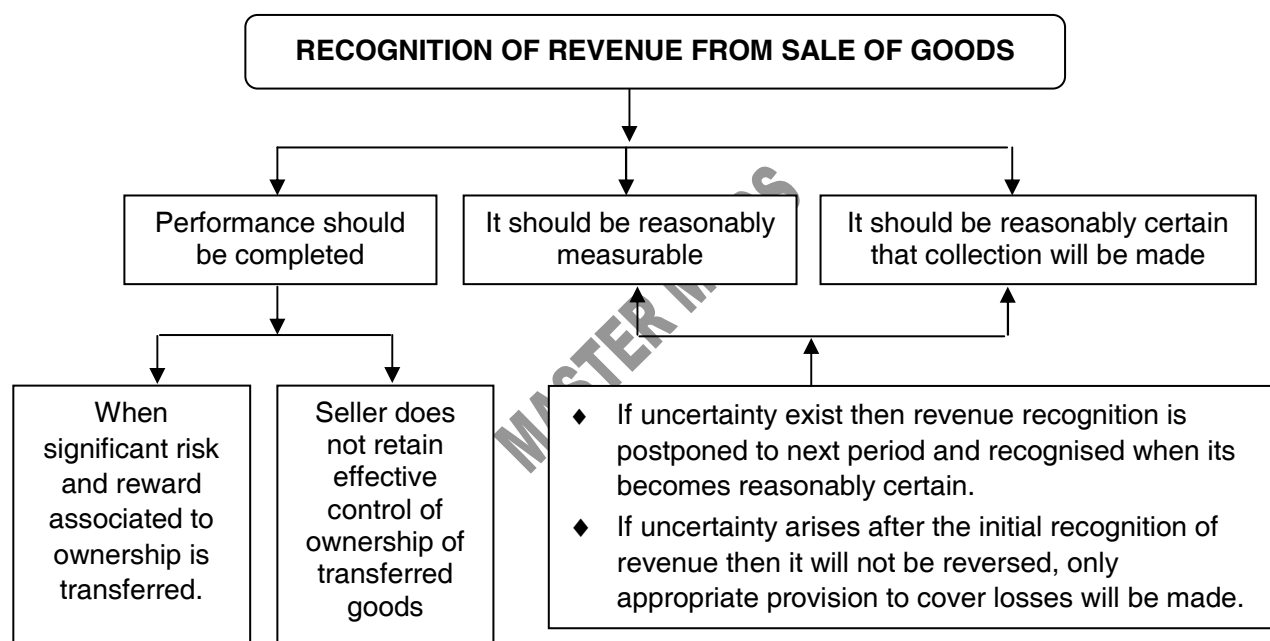 RECOGNITION OF REVENUE FROM SALE OF GOODS
Performance should
be completed
It should be reasonably
measurable
It should be reasonably certain
that collection will be made
When
significant risk
and reward
associated to
ownership is
transferred.
Seller does
not retain
effective
control of
ownership of
transferred
goods
♦ If uncertainty exist then revenue recognition is
postponed to next period and recognised when its
becomes reasonably certain.
♦ If uncertainty arises after the initial recognition of
revenue then it will not be reversed, only
appropriate provision to cover losses will be made.
MASTER